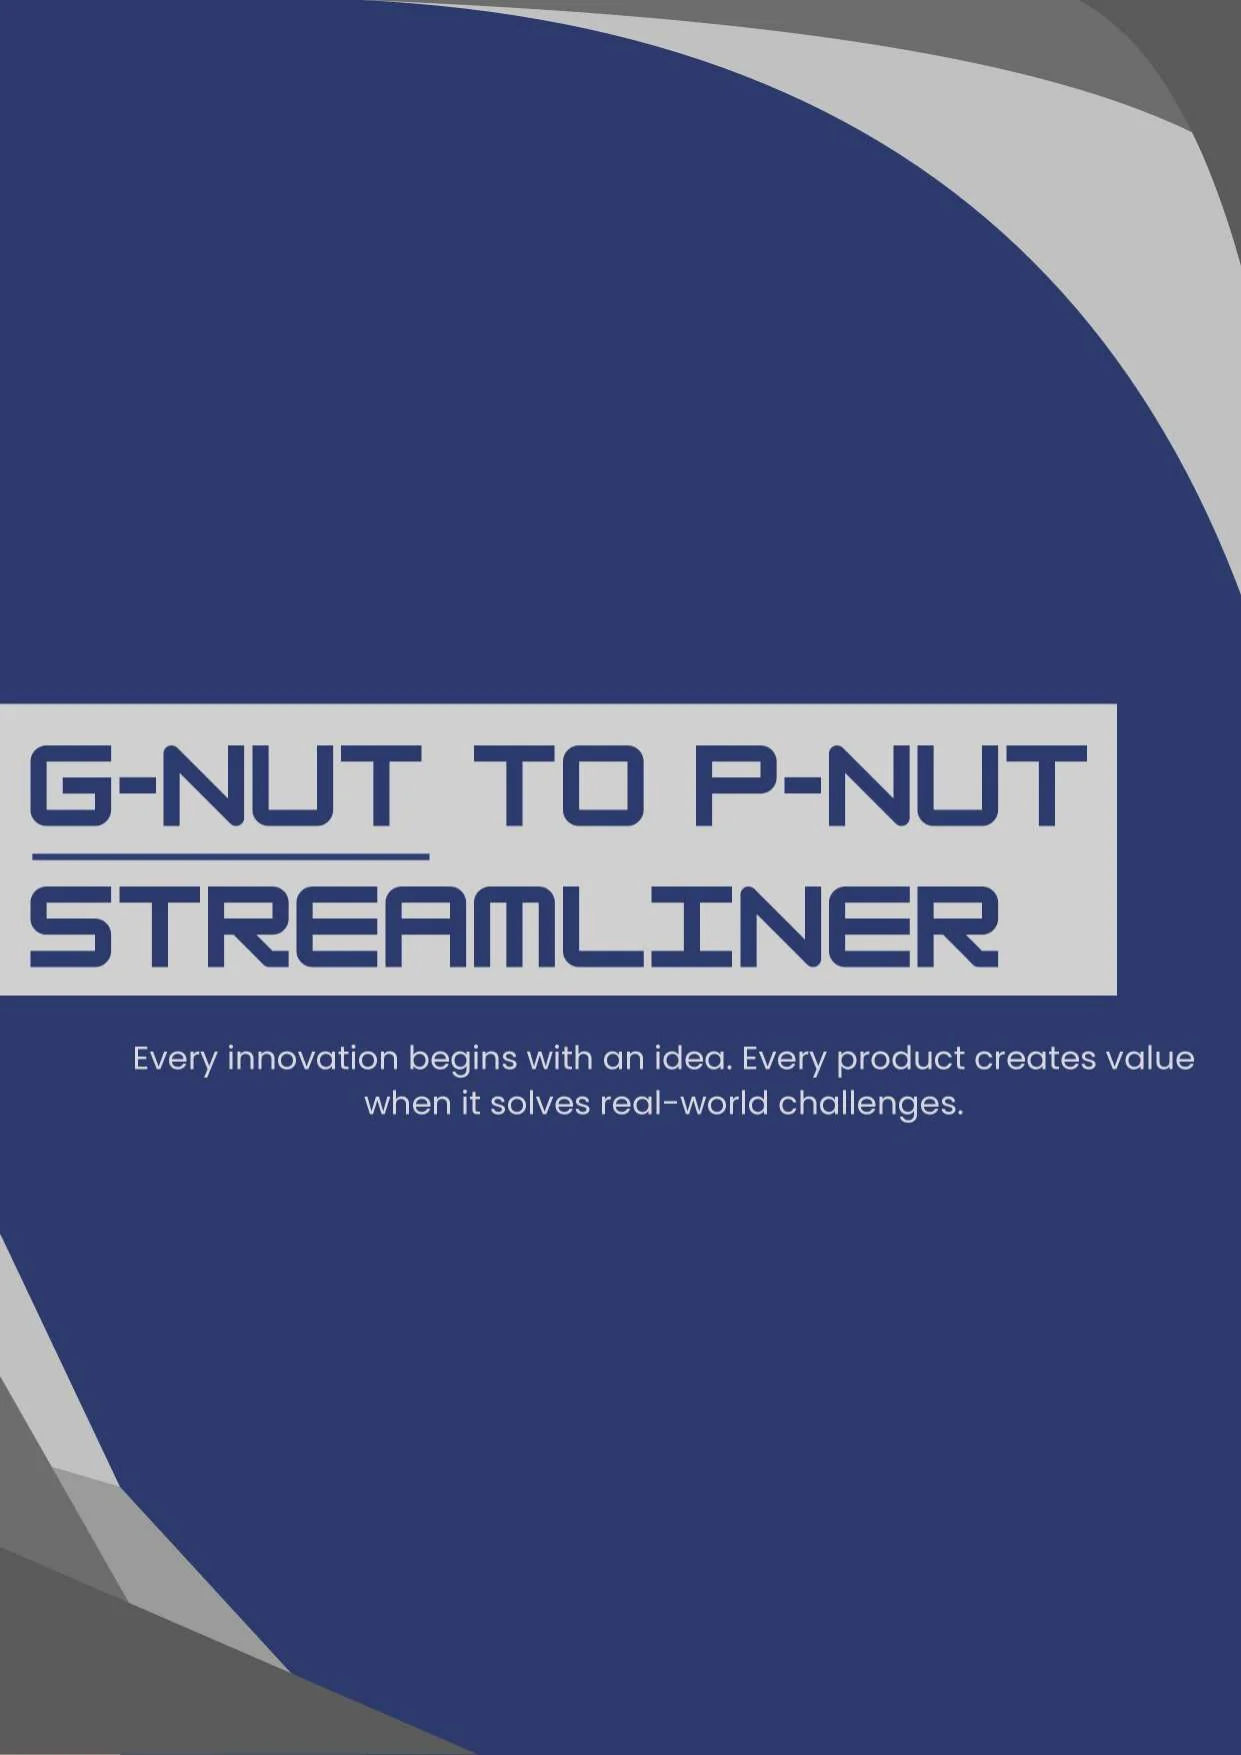 G-NUT TO P-NUT
STREAMLINER
Every innovation begins with an idea. Every product creates value
when it solves real-world challenges.